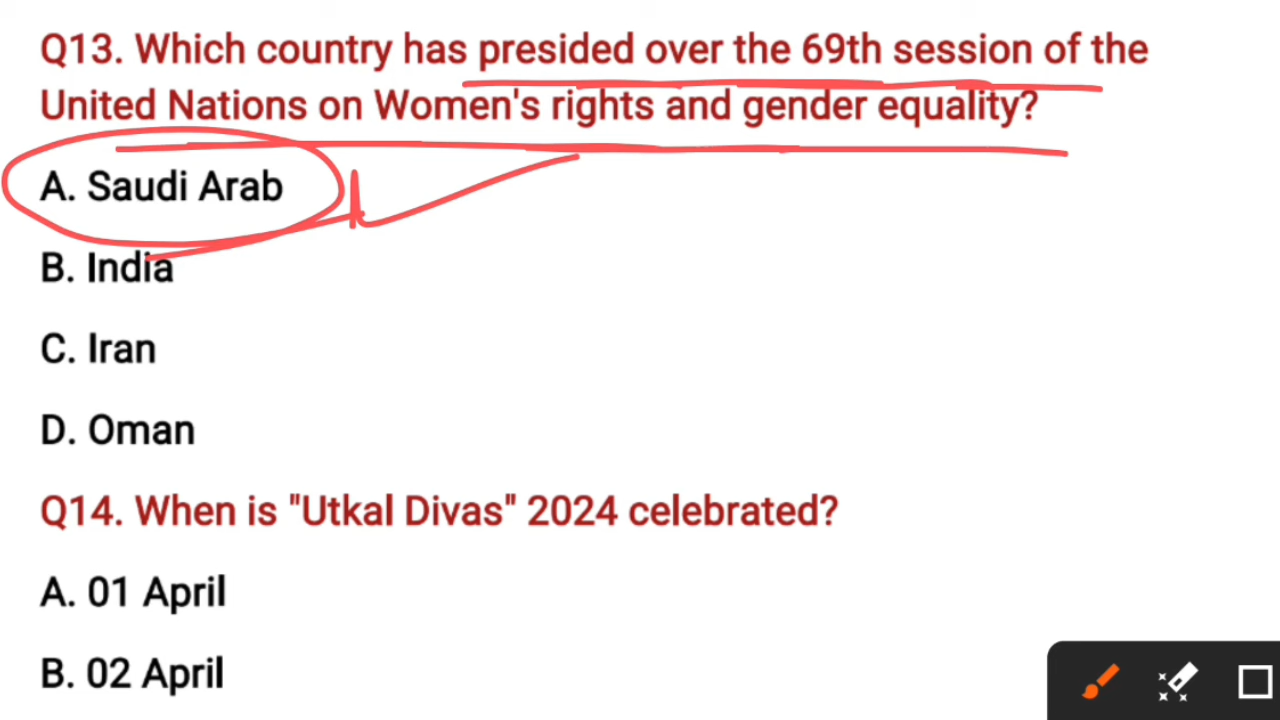 Q13. Which country has presided over the 69th session of the
United Nations on Women's rights and gender equality?
A. Saudi Arab
B. India
C. Iran
D. Oman
Q14. When is "Utkal Divas" 2024 celebrated?
A. 01 April
B. 02 April